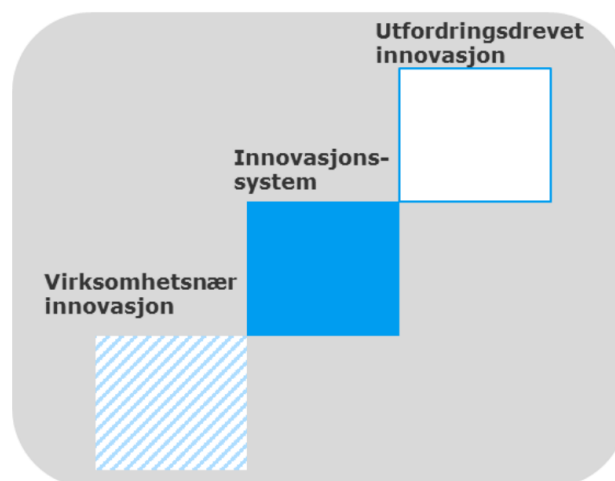 Utfordringsdrevet
innovasjon
Innovasjons-
system
Virksomhetsnær
innovasjon